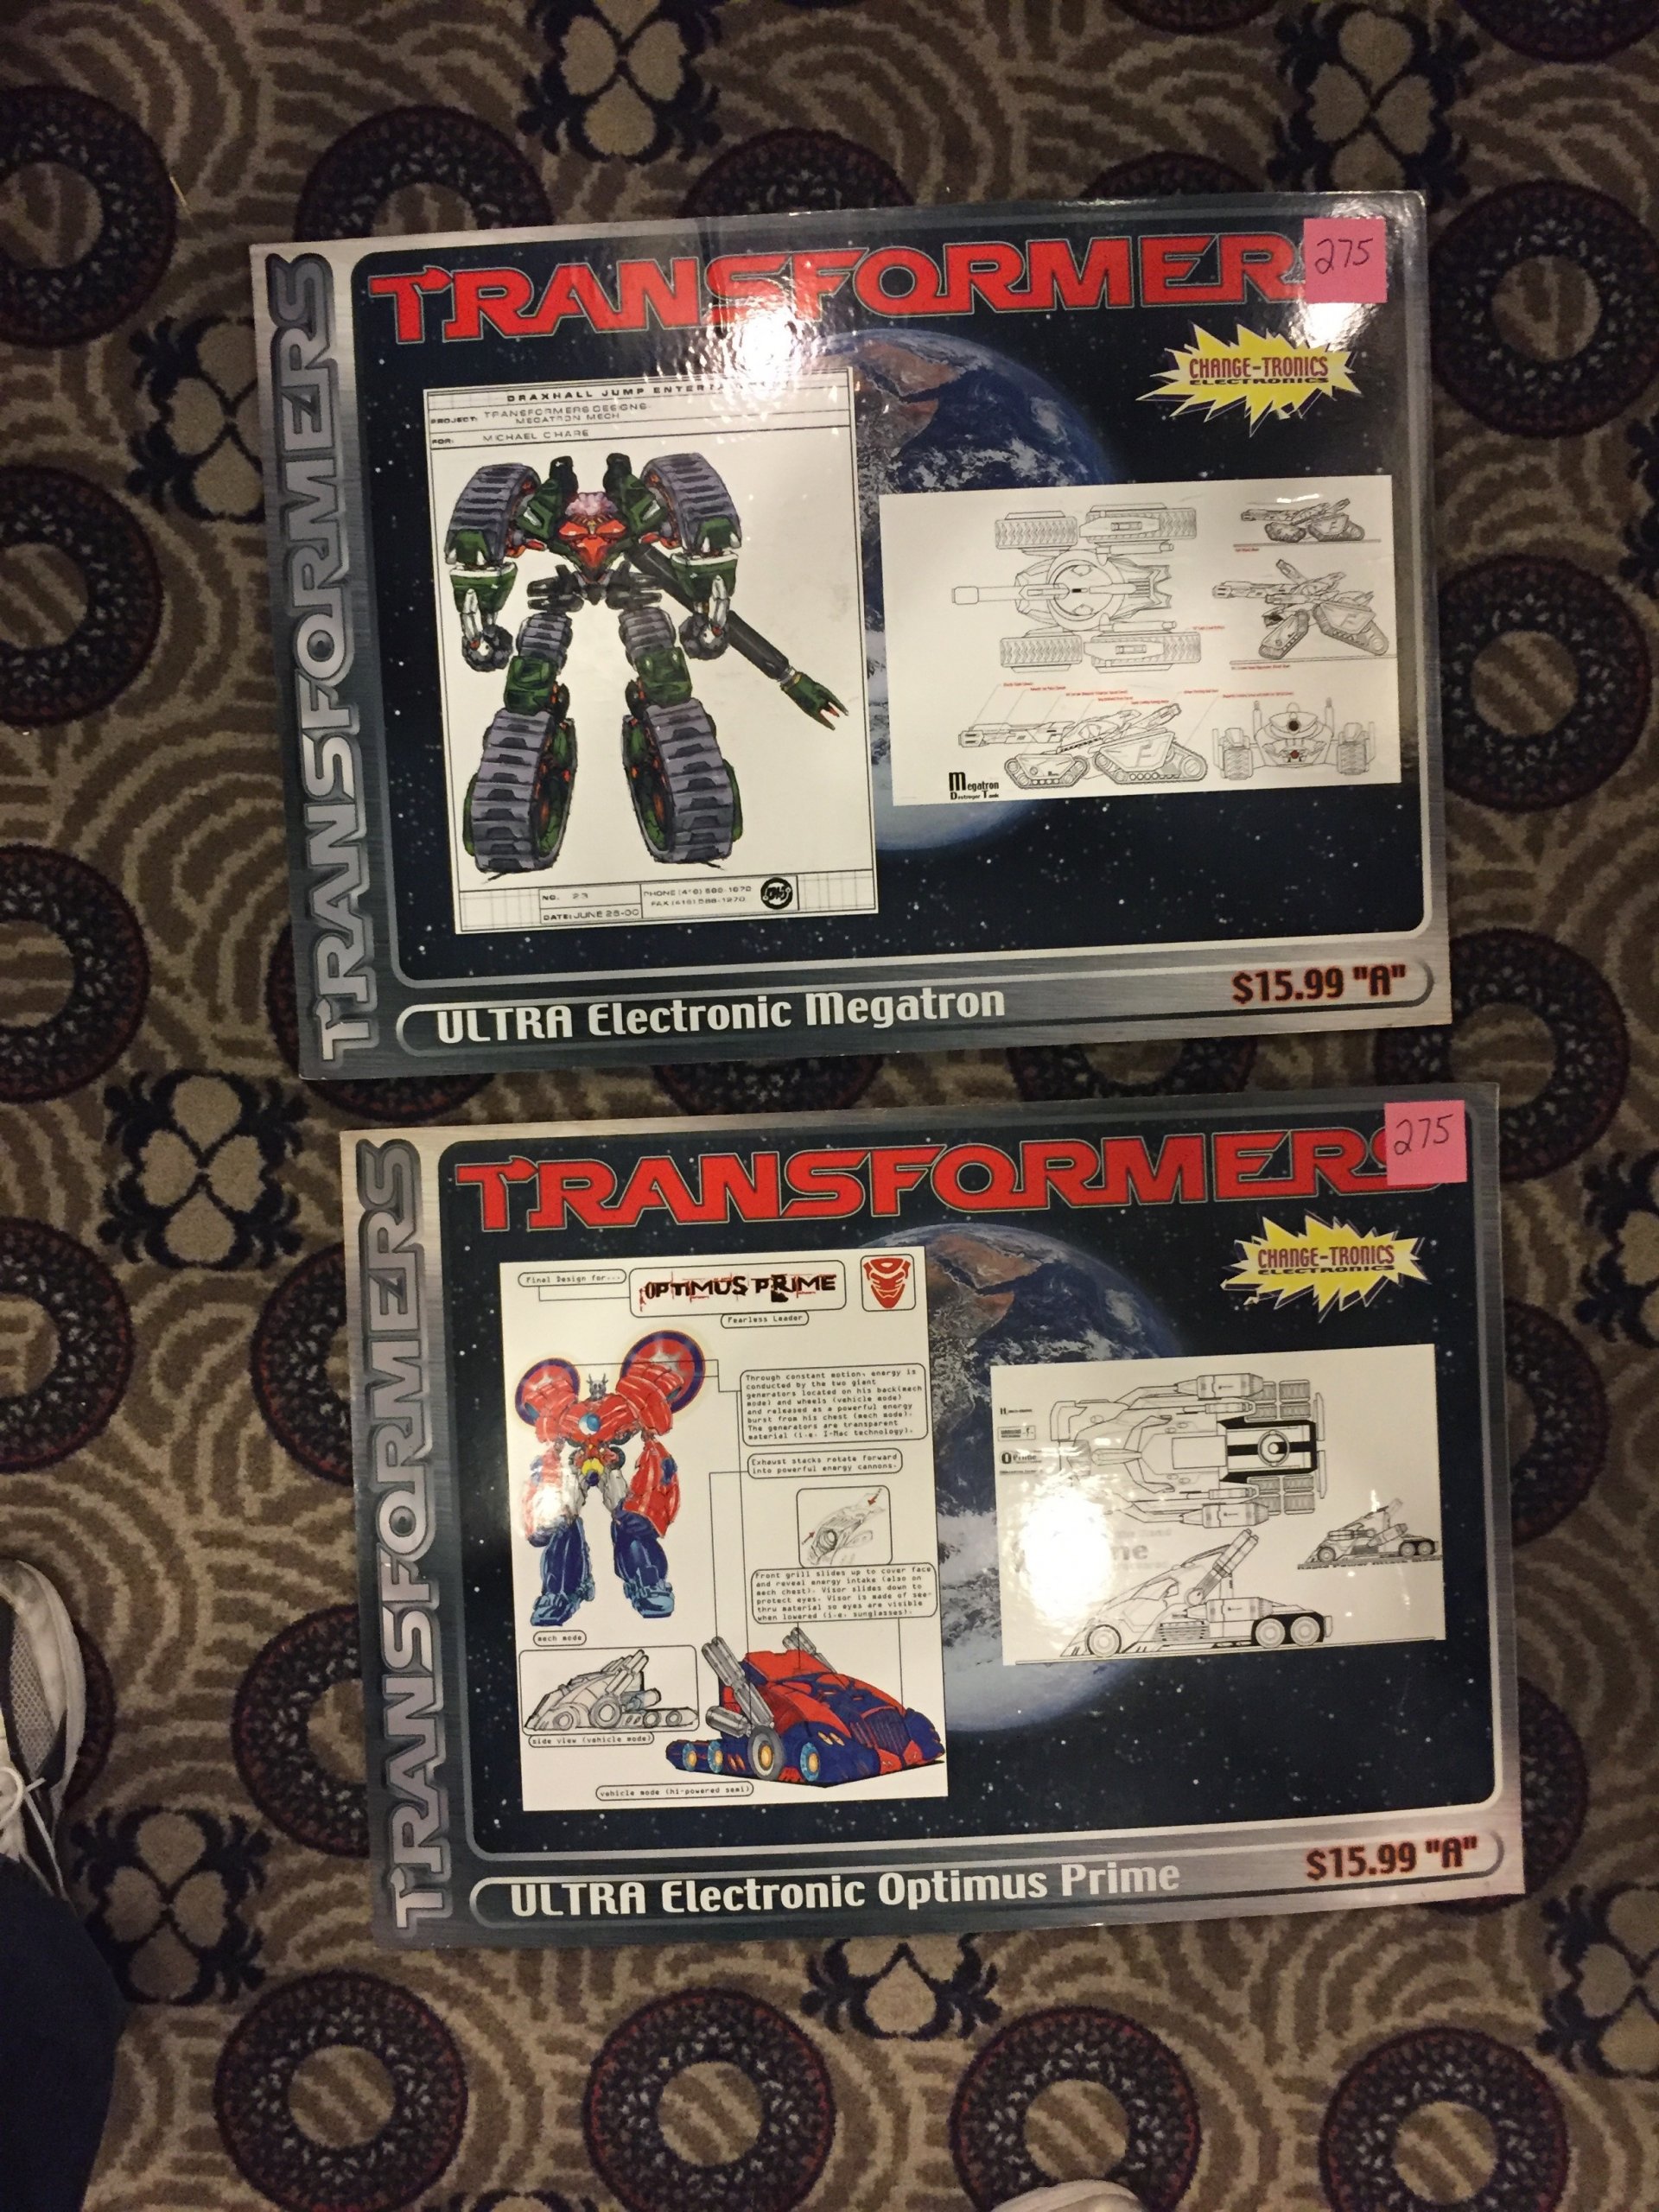 TRANSFORMERS
TRANSFORMER
275
CHANGE-TRONICS
ELECTRONICS
DRAXHALL JUMP
PROJECT: TRANSFORMERS DESIGNS
MEGATRON MECH
FOR: MICHAEL C'HARE
NO. 23
DATE: JUNE 28-00
Megatron
Destroyer Tank
ULTRA Electronic Megatron
$15.99 "A"
TRANSFORMERS
TRANSFORMERS
275
CHANGE-TRONICS
ELECTRONICS
Final Design for...
OPTIMUS PRIME
Fearless Leader
Through constant motion, energy is
conducted by the two giant
generators located on his back(mech
mode) and wheels (vehicle mode)
and released as a powerful energy
burst from his chest (mech mode).
The generators are transparent
material (i.e. I-Mac technology).
Exhaust stacks rotate forward
into powerful energy cannons.
Front grill slides up to cover face
and reveal energy intake (also on
mech chest). Visor slides down to
protect eyes. Visor is made of see-
thru material so eyes are visible
when lowered (i.e. sunglasses).
mech mode
side view (vehicle mode)
vehicle mode (hi-powered semi)
ULTRA Electronic Optimus Prime
$15.99 "A"